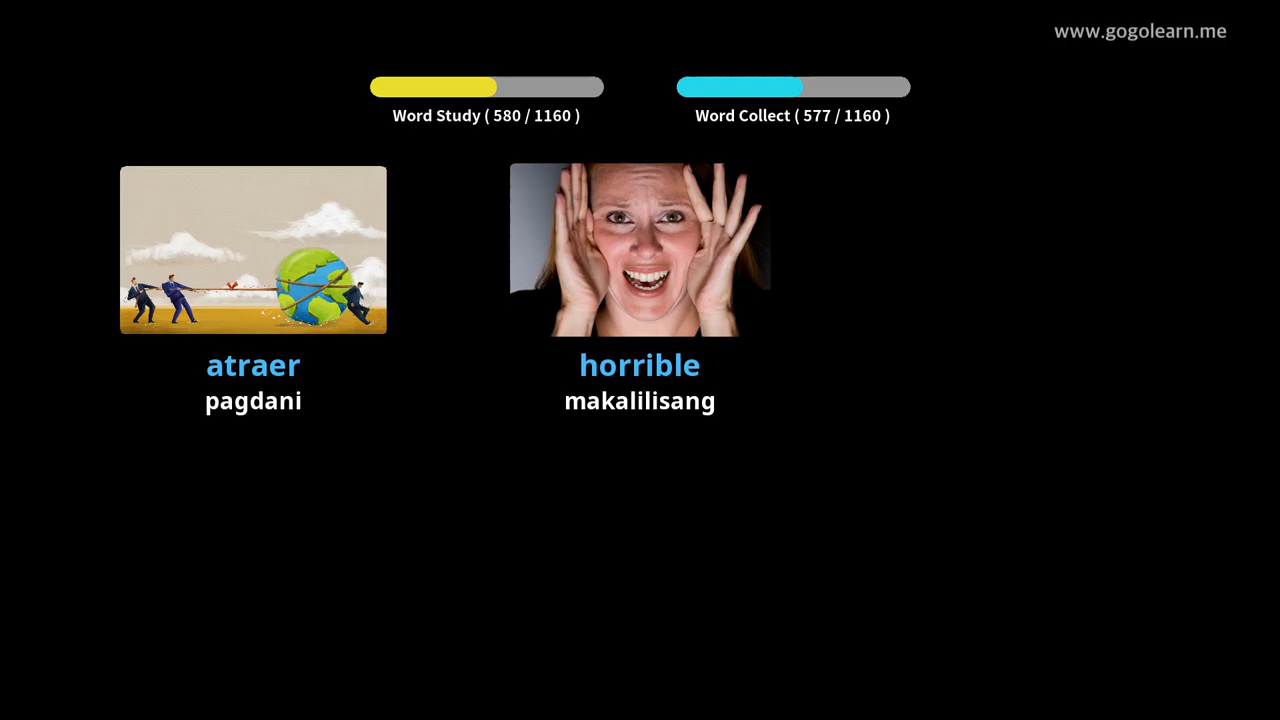 www.gogolearn.me
Word Study ( 580 / 1160 )
Word Collect ( 577 / 1160 )
atraer
pagdani
horrible
makalilisang